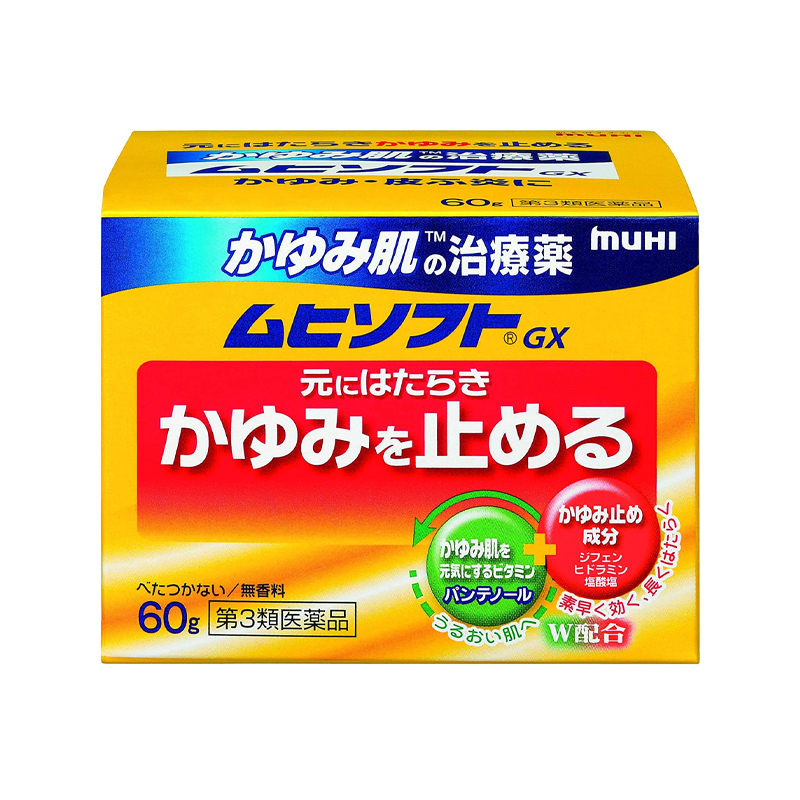 muHI
元にはたらきかゆみを止める
かゆみ肌™の治療薬
ムヒソフトGX
かゆみ・皮ふ炎に
60g 第3類医薬品
かゆみ肌™の治療薬
muHI
ムヒソフト®GX
元にはたらき
かゆみを止める
かゆみ肌を
元気にするビタミン
パンテノール
うるおい肌へ
+
かゆみ止め
成分
ジフェン
ヒドラミン
塩酸塩
素早く効く、長くはたらく
W配合
べたつかない/無香料
60g 第3類医薬品